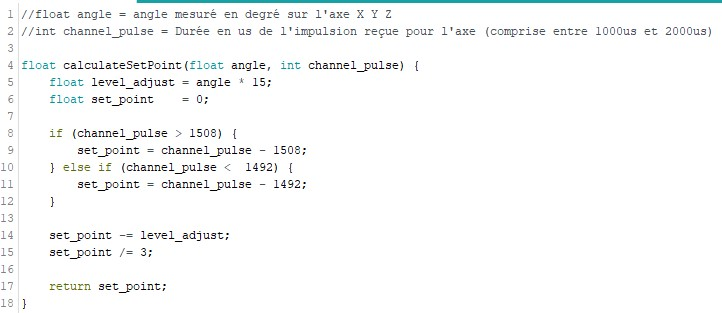 1 //float angle = angle mesuré en degré sur l'axe X Y Z
2 //int channel_pulse = Durée en us de l'impulsion reçue pour l'axe (comprise entre 1000us et 2000us)
3
4 float calculateSetPoint(float angle, int channel_pulse) {
5     float level_adjust = angle * 15;
6     float set_point    = 0;
7
8     if (channel_pulse > 1508) {
9         set_point = channel_pulse - 1508;
10     } else if (channel_pulse <  1492) {
11         set_point = channel_pulse - 1492;
12     }
13
14     set_point -= level_adjust;
15     set_point /= 3;
16
17     return set_point;
18 }